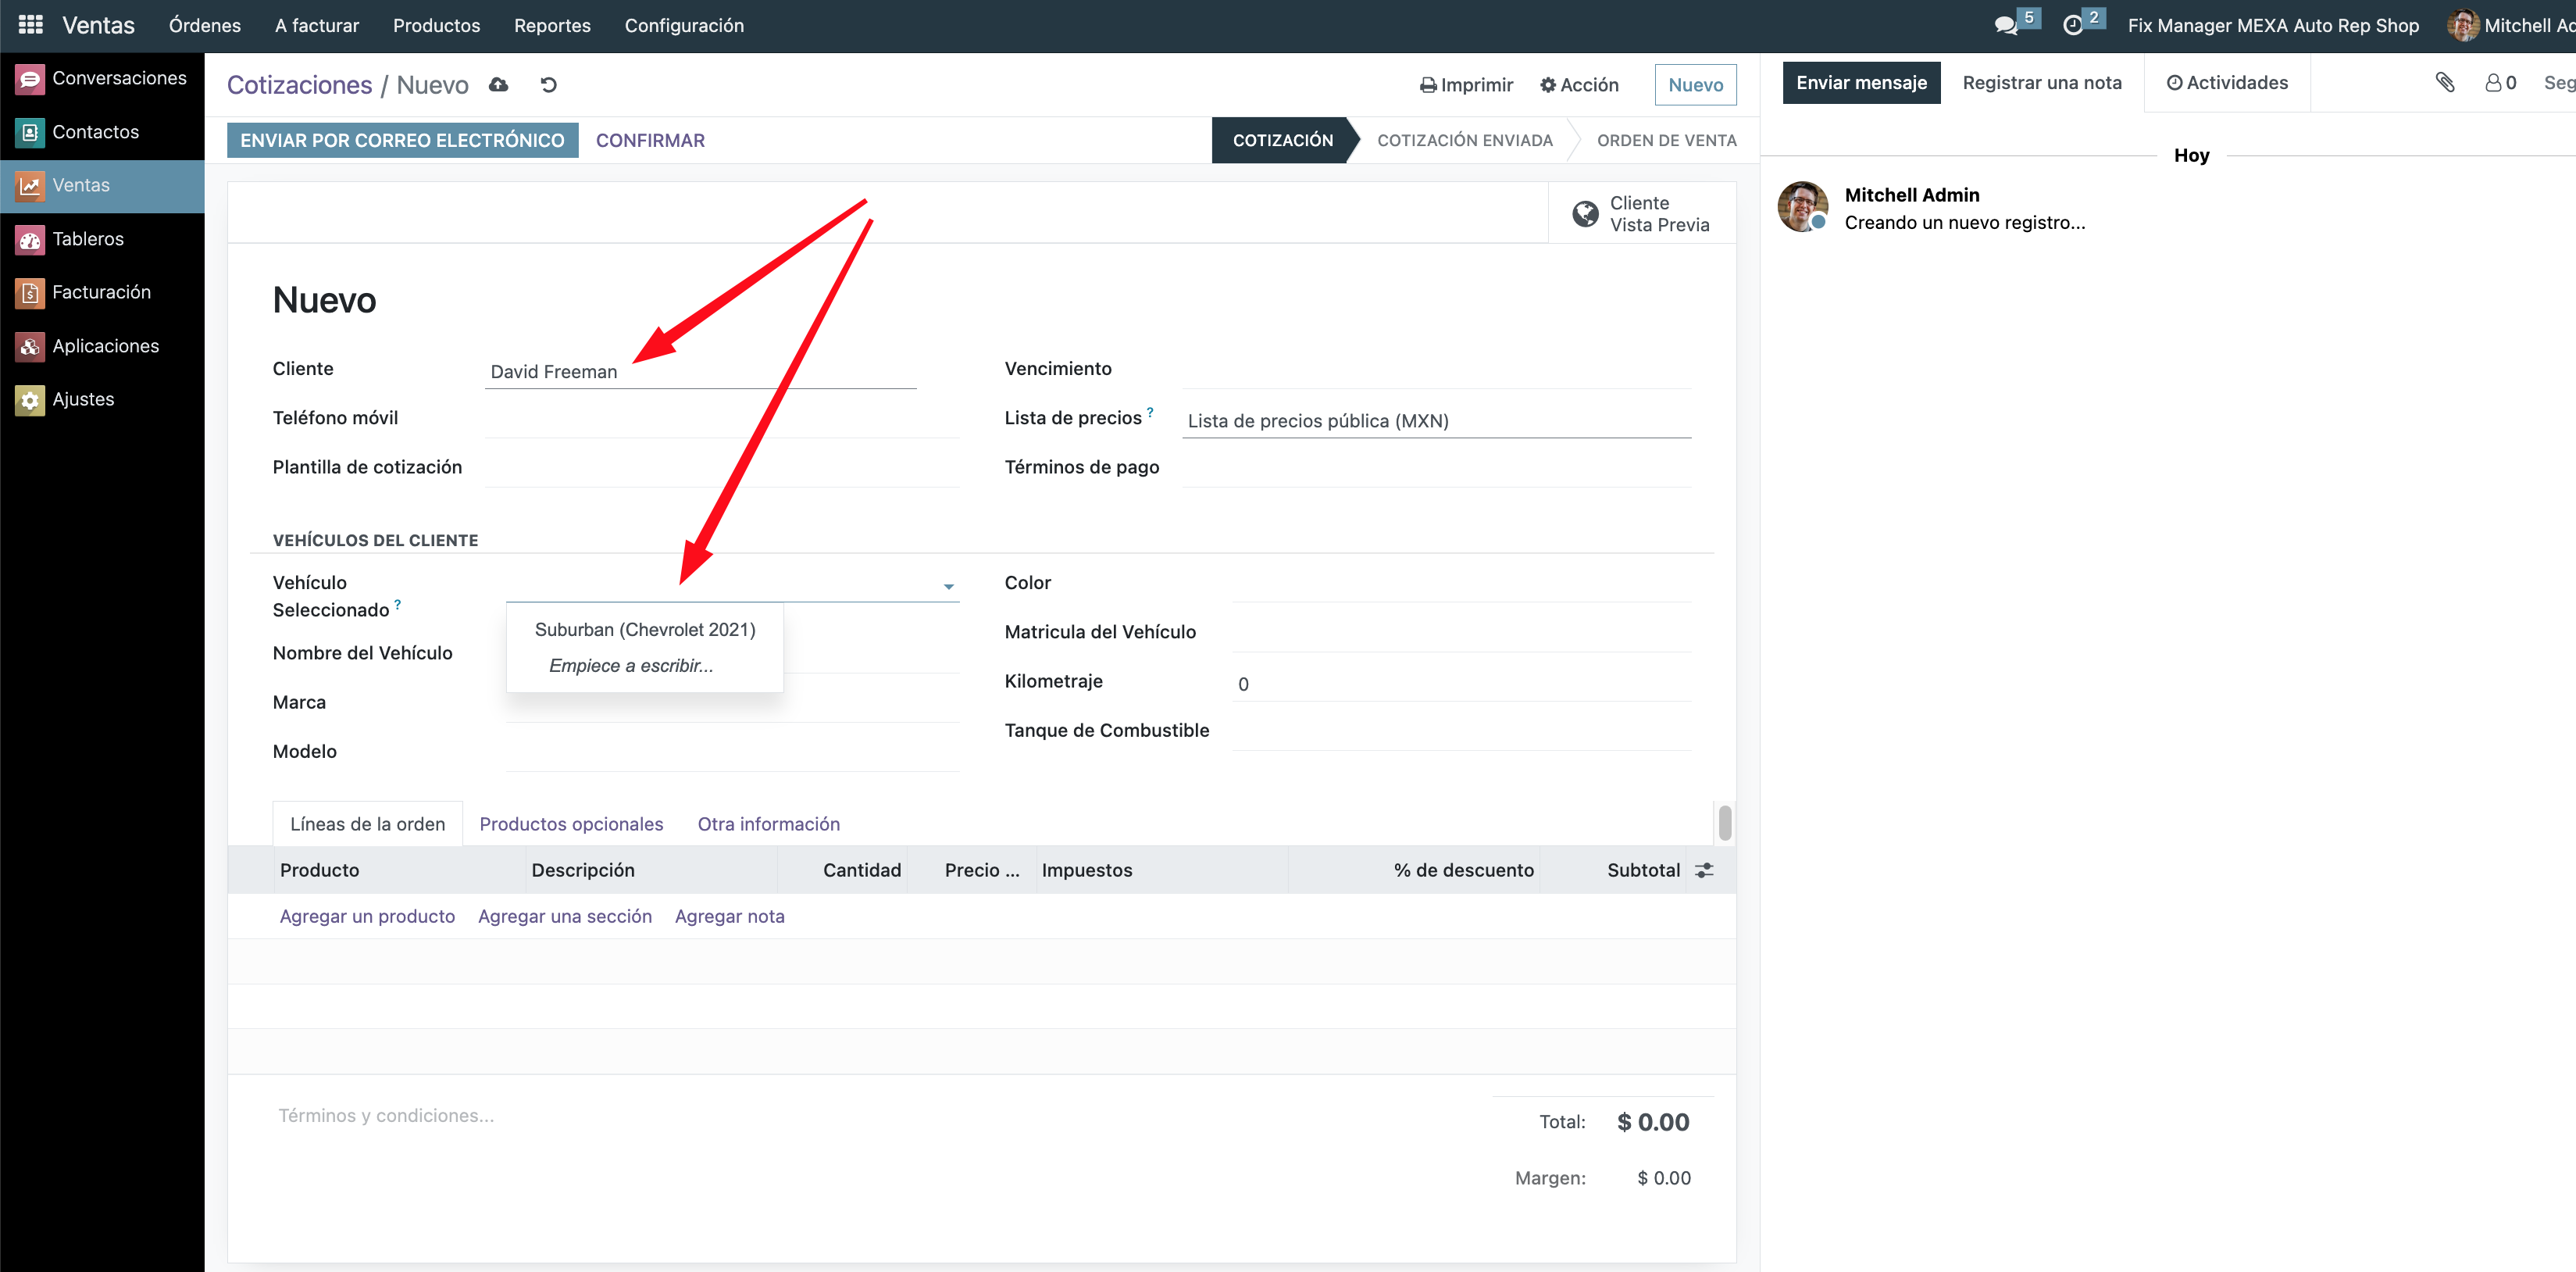 Ventas
Órdenes
A facturar
Productos
Reportes
Configuración
5
2
Fix Manager MEXA Auto Rep Shop
Mitchell Ad
Conversaciones
Contactos
Ventas
Tableros
Facturación
Aplicaciones
Ajustes
Cotizaciones / Nuevo
Imprimir
Acción
Nuevo
ENVIAR POR CORREO ELECTRÓNICO
CONFIRMAR
COTIZACIÓN
COTIZACIÓN ENVIADA
ORDEN DE VENTA
Cliente
Vista Previa
Nuevo
Cliente
David Freeman
Teléfono móvil
Plantilla de cotización
Vencimiento
Lista de precios ?
Lista de precios pública (MXN)
Términos de pago
VEHÍCULOS DEL CLIENTE
Vehículo
Seleccionado ?
Suburban (Chevrolet 2021)
Empiece a escribir...
Nombre del Vehículo
Marca
Modelo
Color
Matricula del Vehículo
Kilometraje
0
Tanque de Combustible
Líneas de la orden
Productos opcionales
Otra información
Producto
Descripción
Cantidad
Precio ...
Impuestos
% de descuento
Subtotal
Agregar un producto
Agregar una sección
Agregar nota
Términos y condiciones...
Total:
$ 0.00
Margen:
$ 0.00
Enviar mensaje
Registrar una nota
Actividades
0
Seg
Hoy
Mitchell Admin
Creando un nuevo registro...